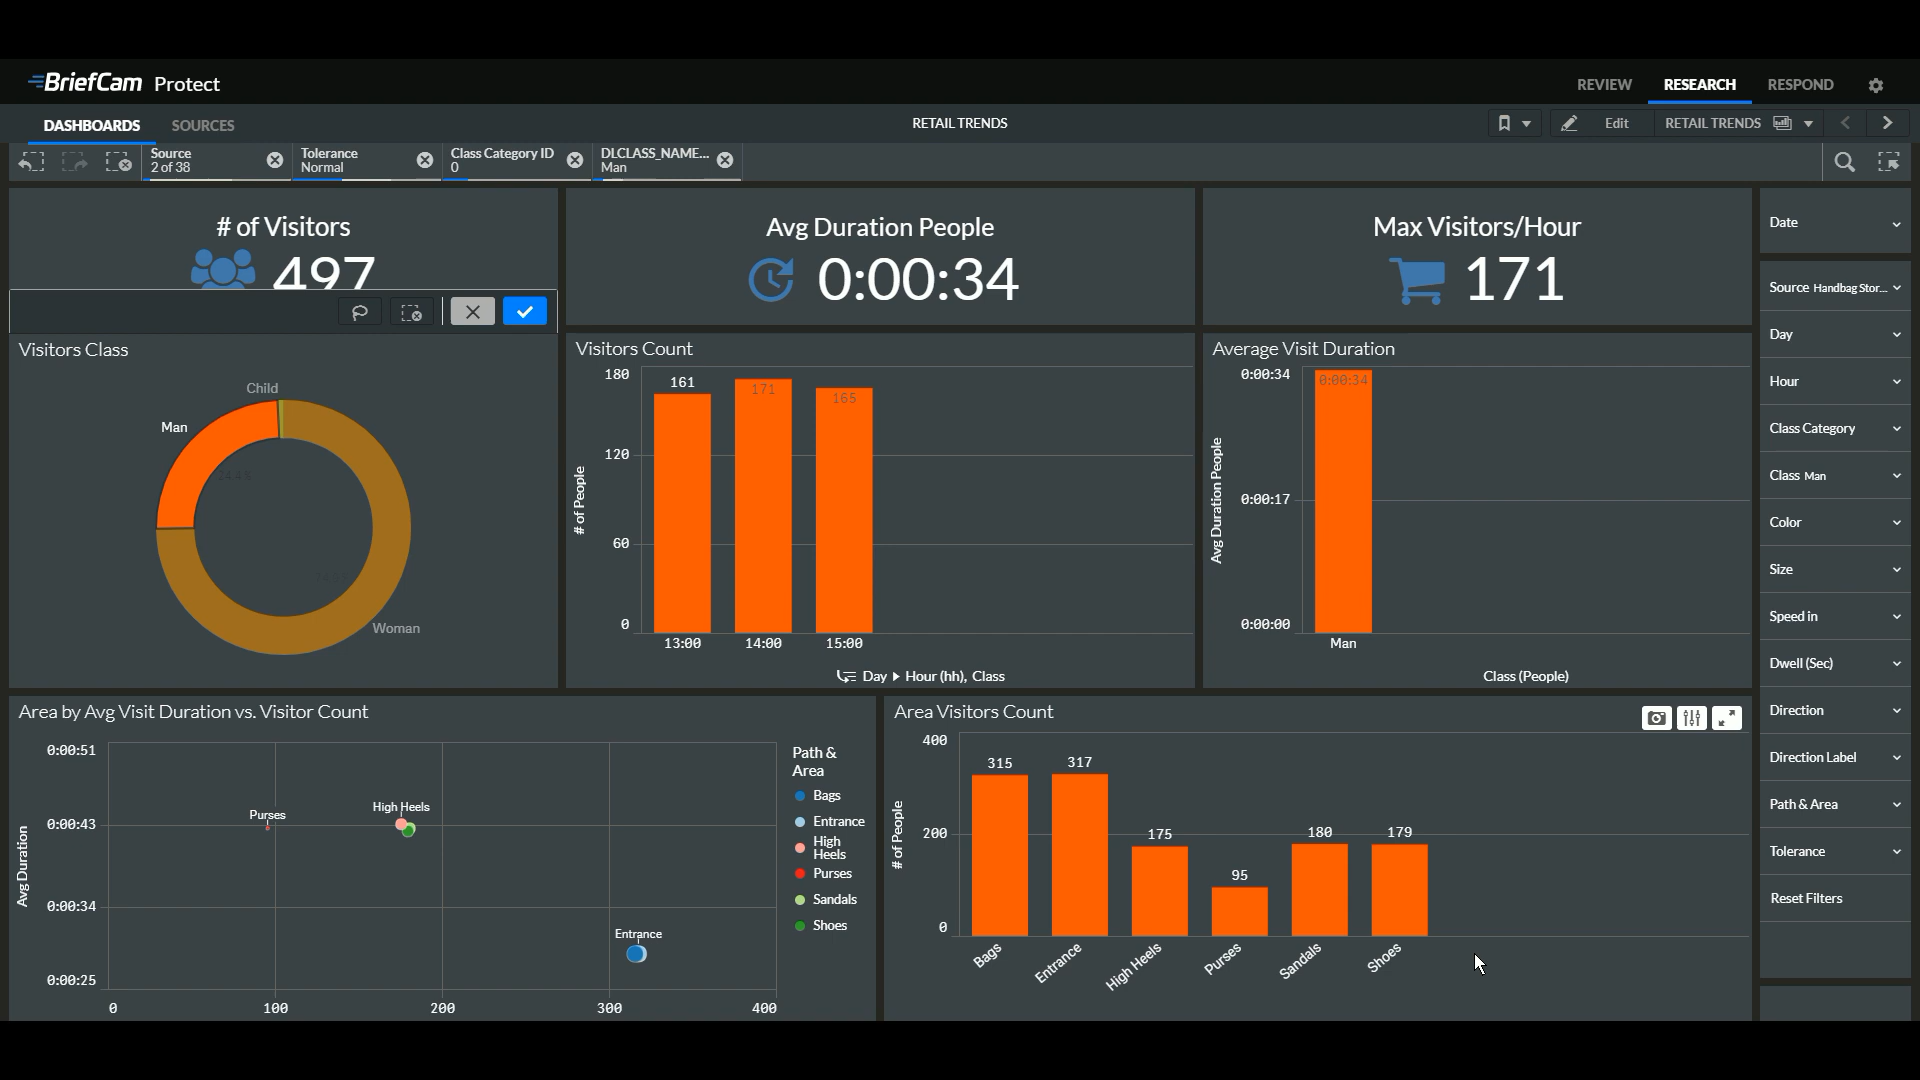 BriefCam Protect
REVIEW RESEARCH RESPOND
DASHBOARDS SOURCES
RETAIL TRENDS
Edit
RETAIL TRENDS
Source
2 of 38
Tolerance
Normal
Class Category ID
0
DLCLASS_NAME...
Man
# of Visitors
497
Avg Duration People
0:00:34
Max Visitors/Hour
171
Visitors Class
Child
Man
24.4%
Woman
Visitors Count
180
120
60
0
# of People
161
171
165
13:00
14:00
15:00
Day ▸ Hour (hh), Class
Average Visit Duration
0:00:34
0:00:17
0:00:00
Avg Duration People
0:00:34
Man
Class (People)
Area by Avg Visit Duration vs. Visitor Count
0:00:51
0:00:43
0:00:34
0:00:25
Avg Duration
Purses
High Heels
Entrance
0
100
200
300
400
Path &
Area
Bags
Entrance
High
Heels
Purses
Sandals
Shoes
Area Visitors Count
400
200
0
# of People
315
317
175
95
180
179
Bags
Entrance
High Heels
Purses
Sandals
Shoes
Date
Source Handbag Stor...
Day
Hour
Class Category
Class Man
Color
Size
Speed in
Dwell (Sec)
Direction
Direction Label
Path & Area
Tolerance
Reset Filters